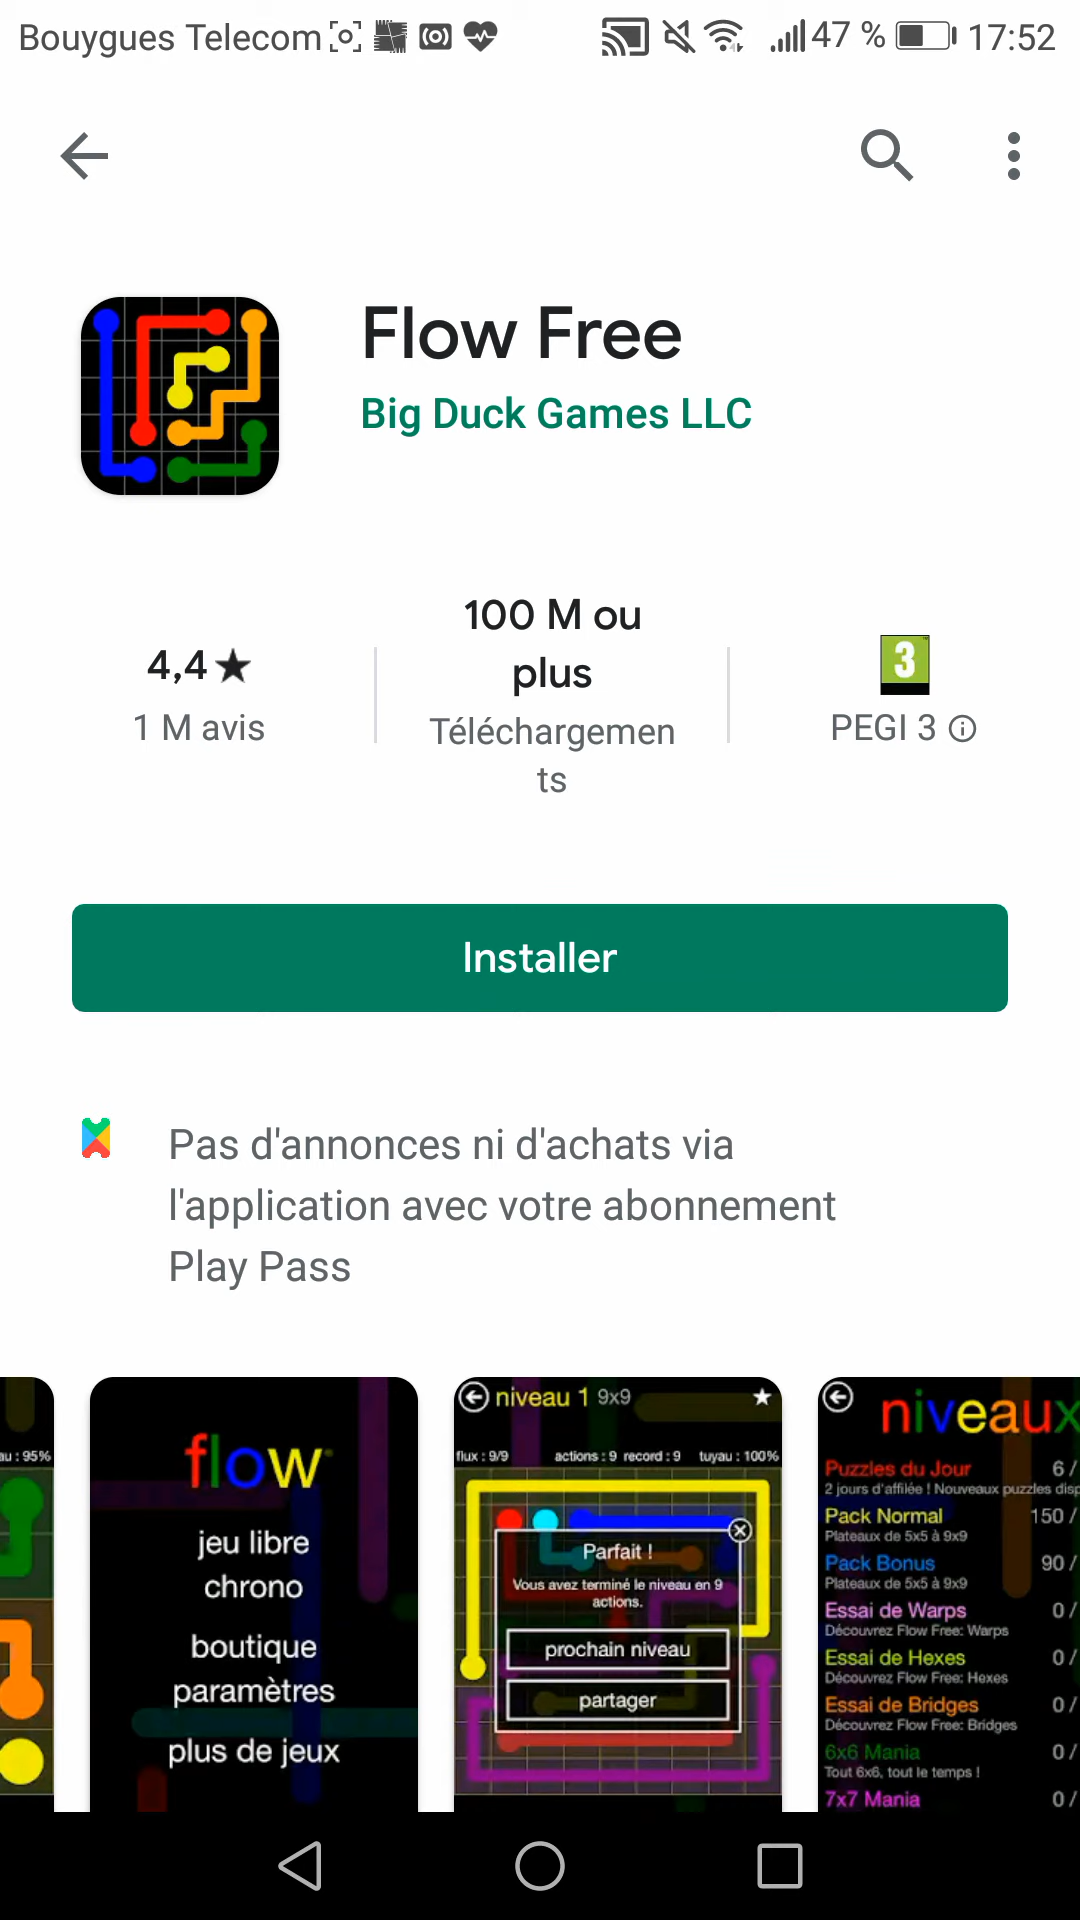 Bouygues Telecom 47 % 17:52
Flow Free
Big Duck Games LLC
4,4★
1 M avis
100 M ou
plus
Téléchargemen
ts
3
PEGI 3
Installer
Pas d'annonces ni d'achats via
l'application avec votre abonnement
Play Pass
au : 95%
flow
jeu libre
chrono
boutique
paramètres
plus de jeux
niveau 1 9x9
flux : 9/9 actions : 9 record : 9 tuyau : 100%
Parfait !
Vous avez terminé le niveau en 9
actions.
prochain niveau
partager
niveaux
Puzzles du Jour 6 /
2 jours d'affilée ! Nouveaux puzzles disp
Pack Normal 150 /
Plateaux de 5x5 à 9x9
Pack Bonus 90 /
Plateaux de 5x5 à 9x9
Essai de Warps 0 /
Découvrez Flow Free: Warps
Essai de Hexes 0 /
Découvrez Flow Free: Hexes
Essai de Bridges 0 /
Découvrez Flow Free: Bridges
6x6 Mania 0 /
Tout 6x6, tout le temps !
7x7 Mania 0 /